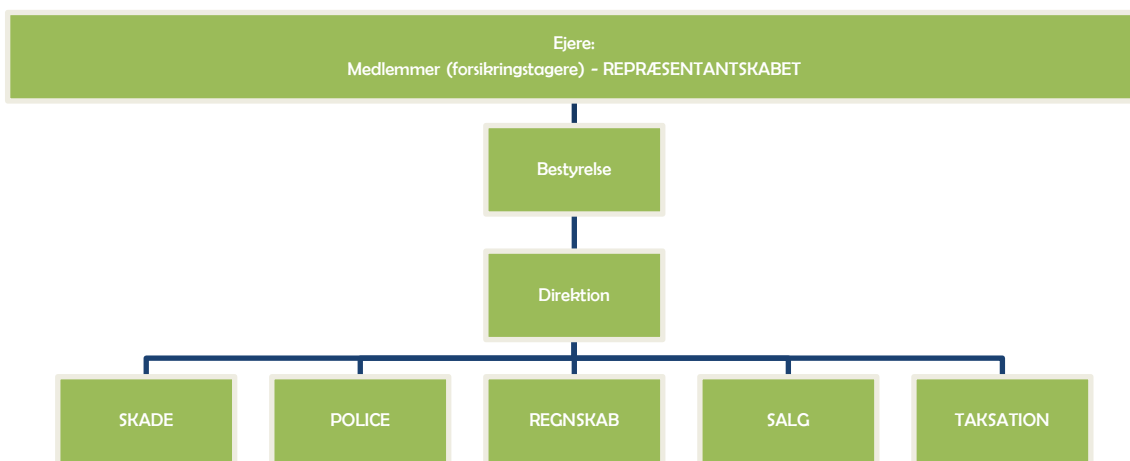 Ejere:
Medlemmer (forsikringstagere) - REPRÆSENTANTSKABET
Bestyrelse
Direktion
SKADE
POLICE
REGNSKAB
SALG
TAKSATION